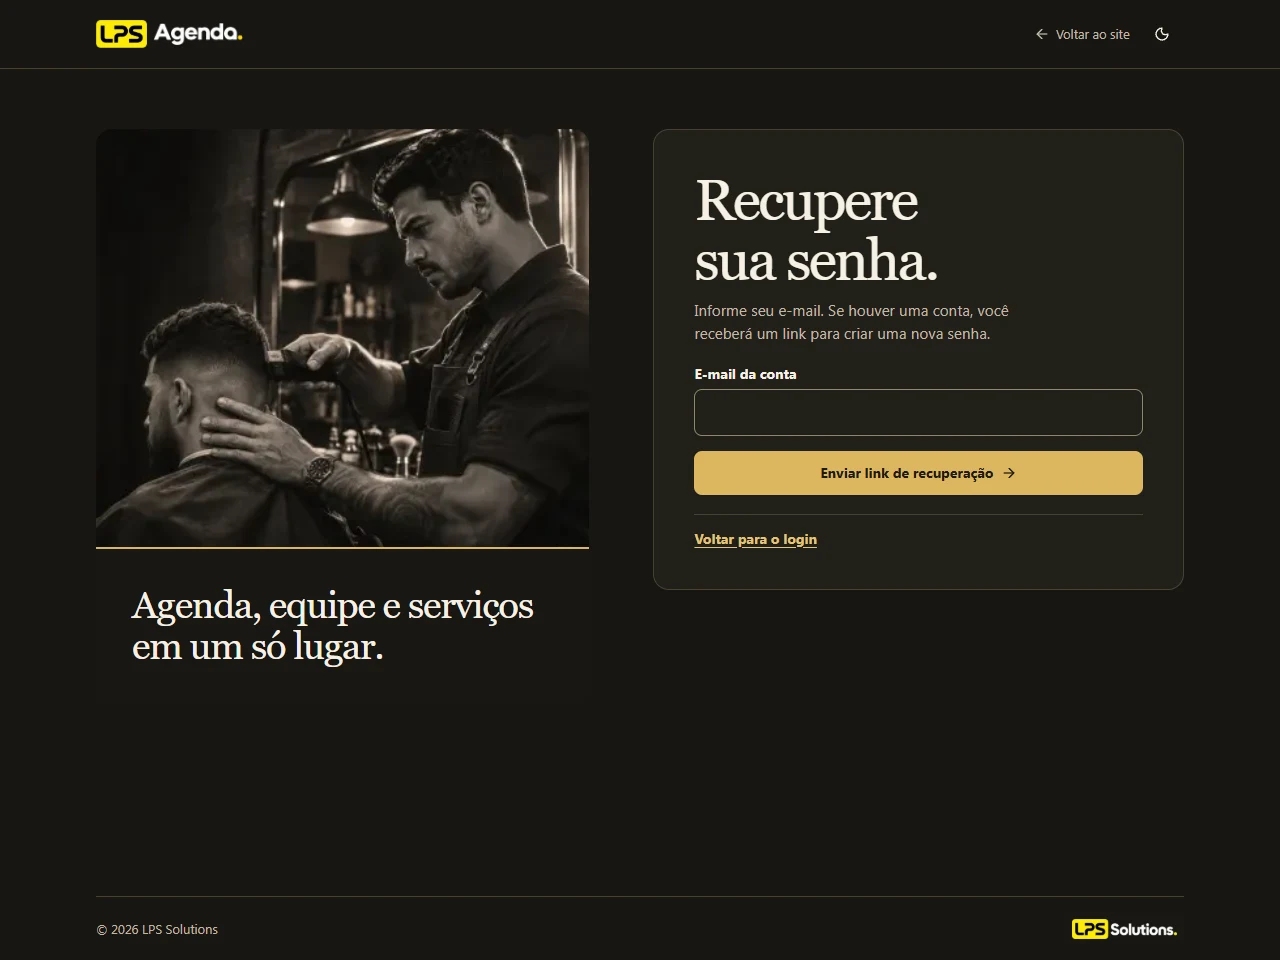 LPS Agenda.
Voltar ao site
Recupere
sua senha.
Informe seu e-mail. Se houver uma conta, você
receberá um link para criar uma nova senha.
E-mail da conta
Enviar link de recuperação
Voltar para o login
Agenda, equipe e serviços
em um só lugar.
© 2026 LPS Solutions
LPS Solutions.